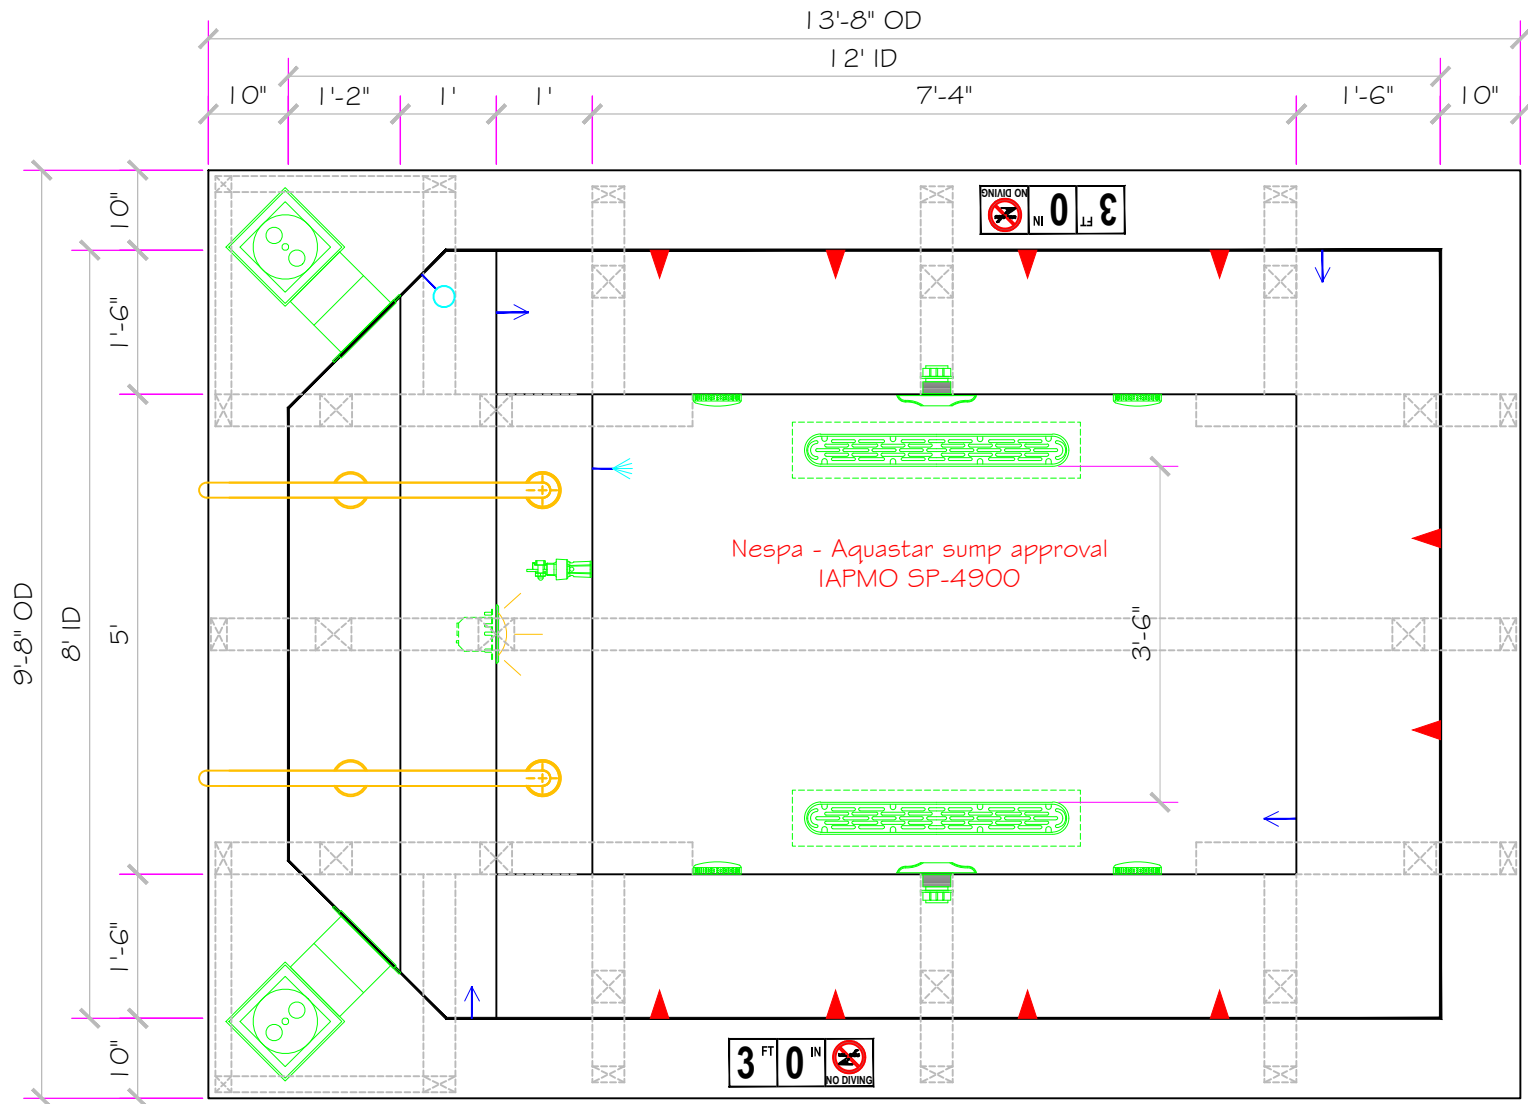 13'-8" OD
12' ID
10" 1'-2" 1' 1' 7'-4" 1'-6" 10"
3 FT 0 IN NO DIVING
10"
1'-6"
Nespa - Aquastar sump approval
IAPMO SP-4900
9'-8" OD
8' ID
5'
3'-6"
1'-6"
10"
3 FT 0 IN NO DIVING